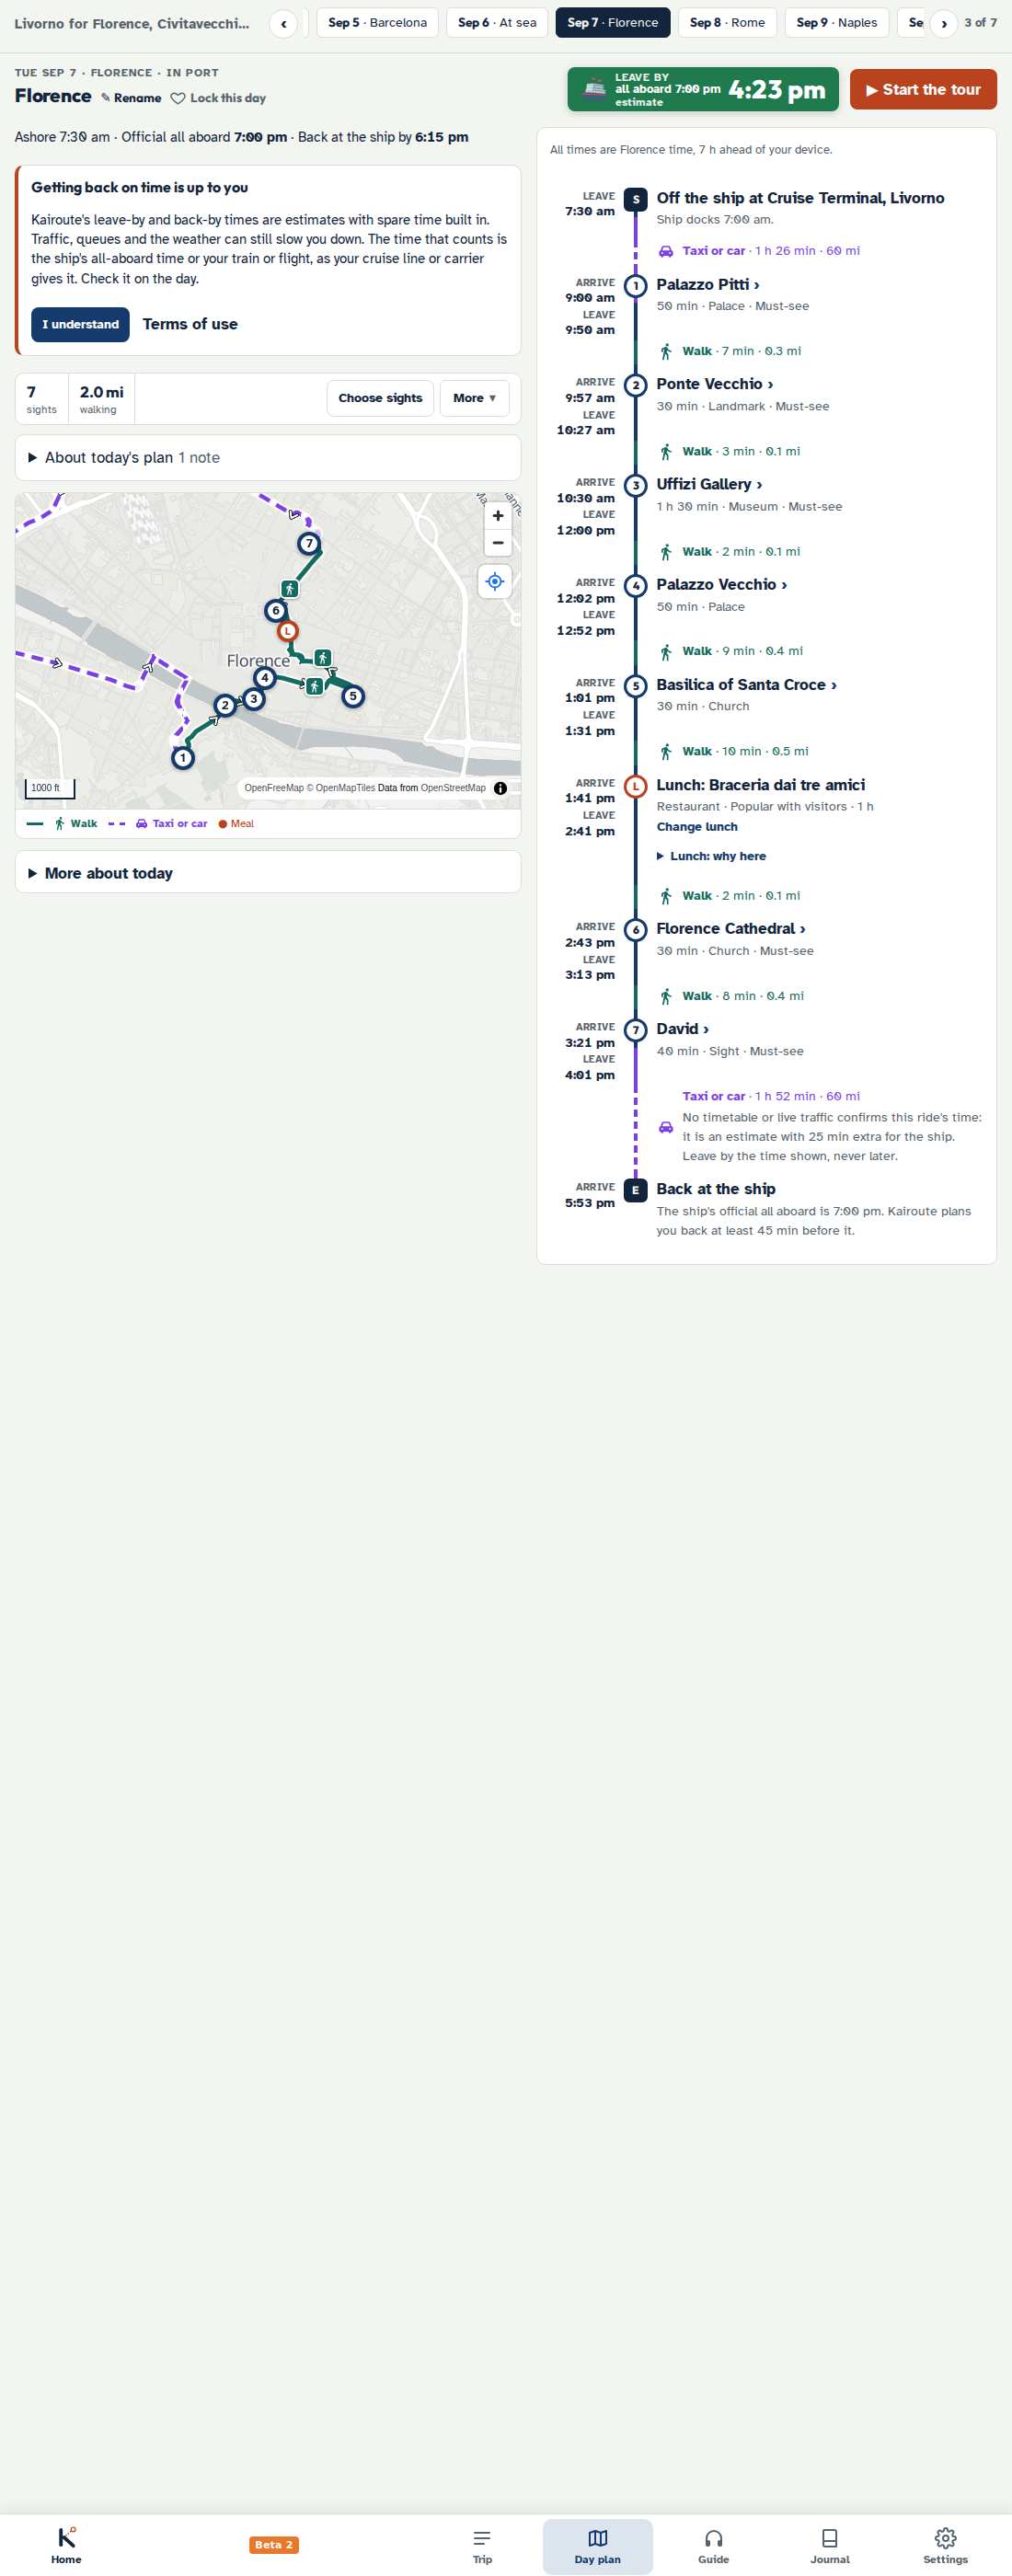 Livorno for Florence, Civitavecchi...
‹
Sep 5 · Barcelona
Sep 6 · At sea
Sep 7 · Florence
Sep 8 · Rome
Sep 9 · Naples
Se
›
3 of 7
TUE SEP 7 · FLORENCE · IN PORT
Florence ✎ Rename Lock this day
LEAVE BY
all aboard 7:00 pm
estimate
4:23 pm
▶ Start the tour
Ashore 7:30 am · Official all aboard 7:00 pm · Back at the ship by 6:15 pm
Getting back on time is up to you
Kairoute's leave-by and back-by times are estimates with spare time built in.
Traffic, queues and the weather can still slow you down. The time that counts is
the ship's all-aboard time or your train or flight, as your cruise line or carrier
gives it. Check it on the day.
I understand
Terms of use
7
sights
2.0 mi
walking
Choose sights
More ▼
▶ About today's plan 1 note
+
−
7
6
L
Florence
4
5
3
2
1
1000 ft
OpenFreeMap © OpenMapTiles Data from OpenStreetMap
Walk
Taxi or car
Meal
▶ More about today
All times are Florence time, 7 h ahead of your device.
LEAVE
7:30 am
S
Off the ship at Cruise Terminal, Livorno
Ship docks 7:00 am.
Taxi or car · 1 h 26 min · 60 mi
ARRIVE
9:00 am
LEAVE
9:50 am
1
Palazzo Pitti ›
50 min · Palace · Must-see
Walk · 7 min · 0.3 mi
ARRIVE
9:57 am
LEAVE
10:27 am
2
Ponte Vecchio ›
30 min · Landmark · Must-see
Walk · 3 min · 0.1 mi
ARRIVE
10:30 am
LEAVE
12:00 pm
3
Uffizi Gallery ›
1 h 30 min · Museum · Must-see
Walk · 2 min · 0.1 mi
ARRIVE
12:02 pm
LEAVE
12:52 pm
4
Palazzo Vecchio ›
50 min · Palace
Walk · 9 min · 0.4 mi
ARRIVE
1:01 pm
LEAVE
1:31 pm
5
Basilica of Santa Croce ›
30 min · Church
Walk · 10 min · 0.5 mi
ARRIVE
1:41 pm
LEAVE
2:41 pm
L
Lunch: Braceria dai tre amici
Restaurant · Popular with visitors · 1 h
Change lunch
▶ Lunch: why here
Walk · 2 min · 0.1 mi
ARRIVE
2:43 pm
LEAVE
3:13 pm
6
Florence Cathedral ›
30 min · Church · Must-see
Walk · 8 min · 0.4 mi
ARRIVE
3:21 pm
LEAVE
4:01 pm
7
David ›
40 min · Sight · Must-see
Taxi or car · 1 h 52 min · 60 mi
No timetable or live traffic confirms this ride's time:
it is an estimate with 25 min extra for the ship.
Leave by the time shown, never later.
ARRIVE
5:53 pm
E
Back at the ship
The ship's official all aboard is 7:00 pm. Kairoute plans
you back at least 45 min before it.
Home
Beta 2
Trip
Day plan
Guide
Journal
Settings